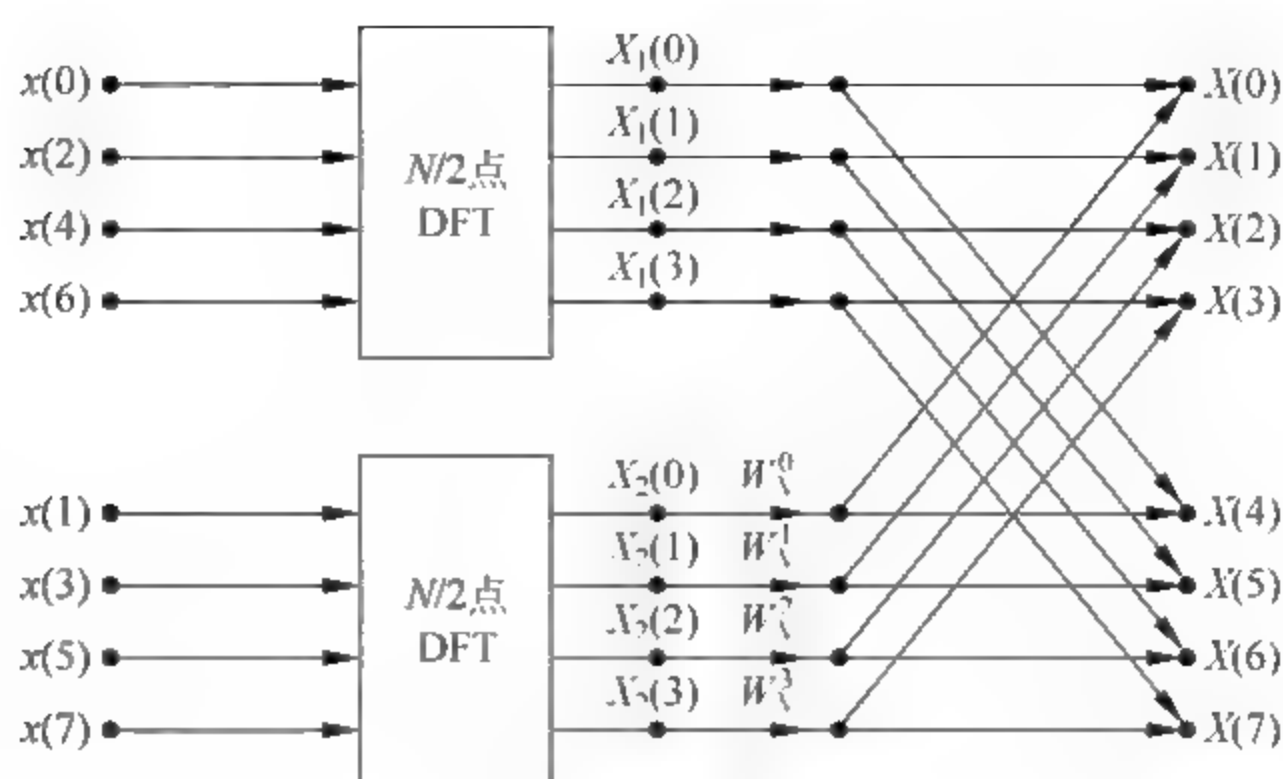 x(0) X₁(0) X(0)
x(2) N/2点 X₁(1) X(1)
x(4) DFT X₁(2) X(2)
x(6) X₁(3) X(3)
x(1) X₂(0) X(4)
x(3) N/2点 X₂(1) X(5)
x(5) DFT X₂(2) X(6)
x(7) X₂(3) X(7)